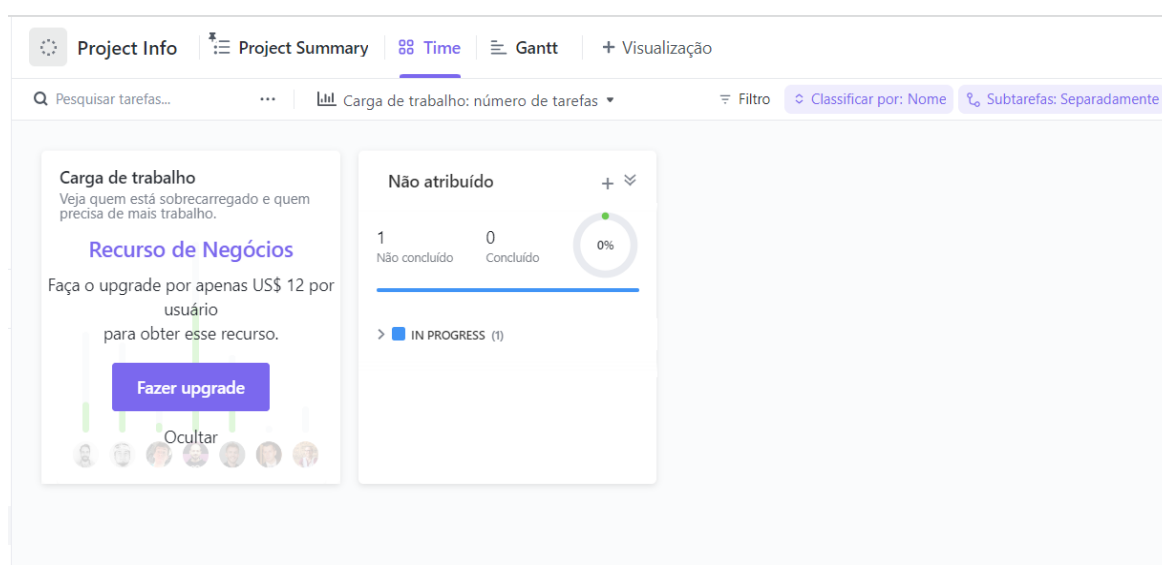 Project Info Project Summary Time Gantt + Visualização
Pesquisar tarefas... ... Carga de trabalho: número de tarefas Filtro Classificar por: Nome Subtarefas: Separadamente
Carga de trabalho
Veja quem está sobrecarregado e quem
precisa de mais trabalho.
Recurso de Negócios
Faça o upgrade por apenas US$ 12 por
usuário
para obter esse recurso.
Fazer upgrade
Ocultar
Não atribuído +
1 0 0%
Não concluído Concluído
IN PROGRESS (1)